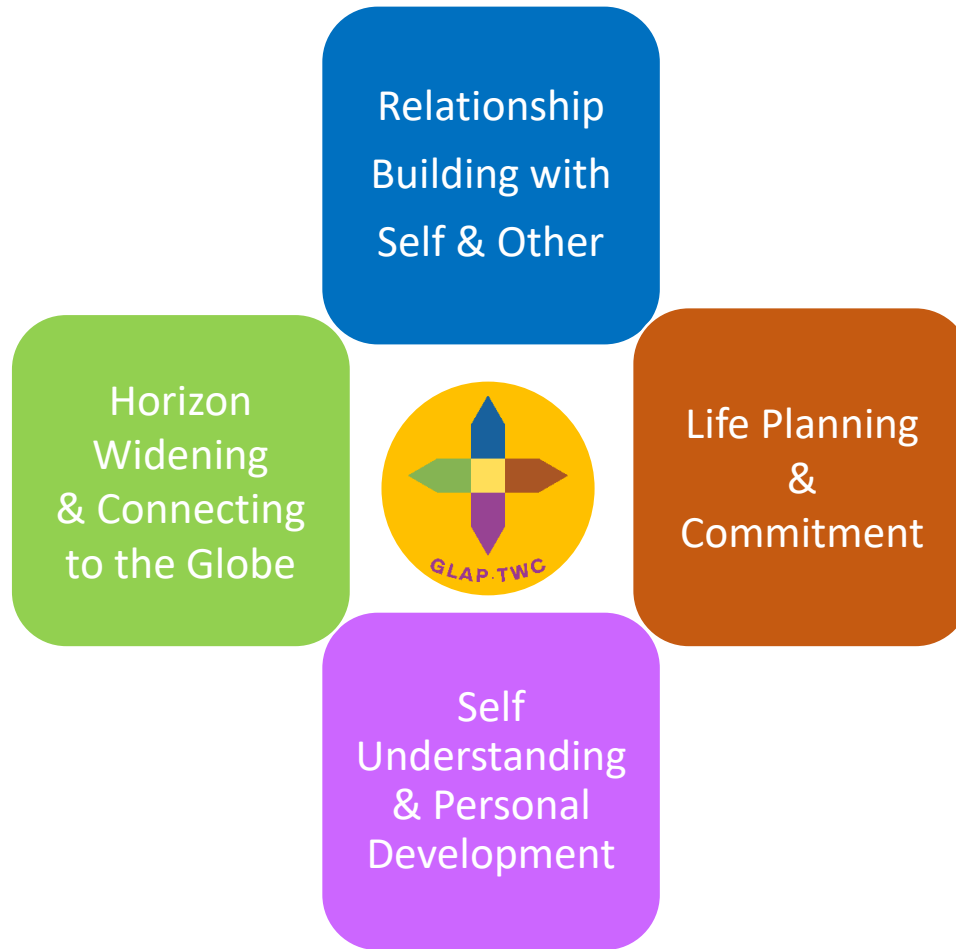 Relationship
Building with
Self & Other
Horizon
Widening
& Connecting
to the Globe
GLAP·TWC
Life Planning
&
Commitment
Self
Understanding
& Personal
Development